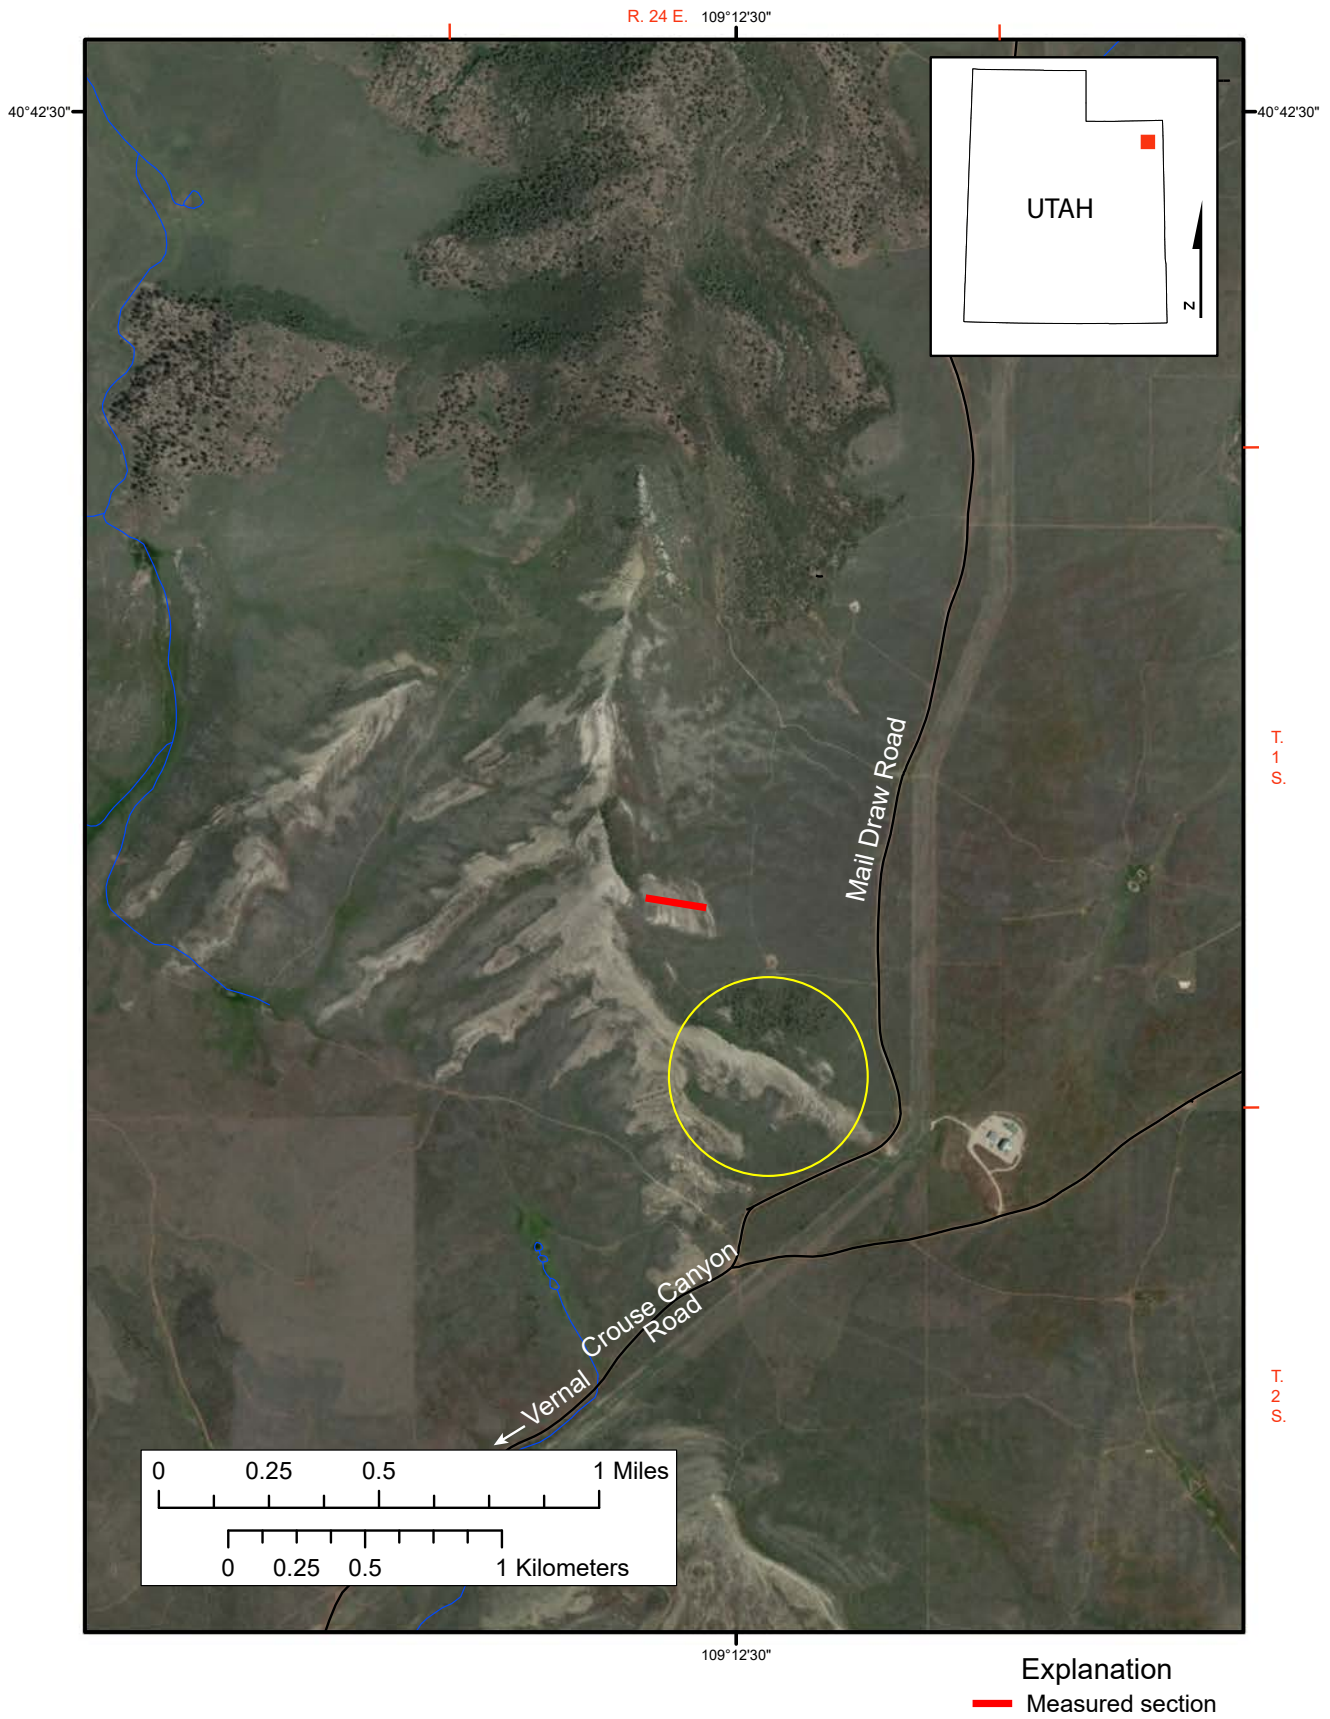 R. 24 E. 109°12'30"
40°42'30"
40°42'30"
UTAH
N
Mail Draw Road
T.
1
S.
Crouse Canyon
Road
Vernal
T.
2
S.
0 0.25 0.5 1 Miles
0 0.25 0.5 1 Kilometers
109°12'30"
Explanation
Measured section